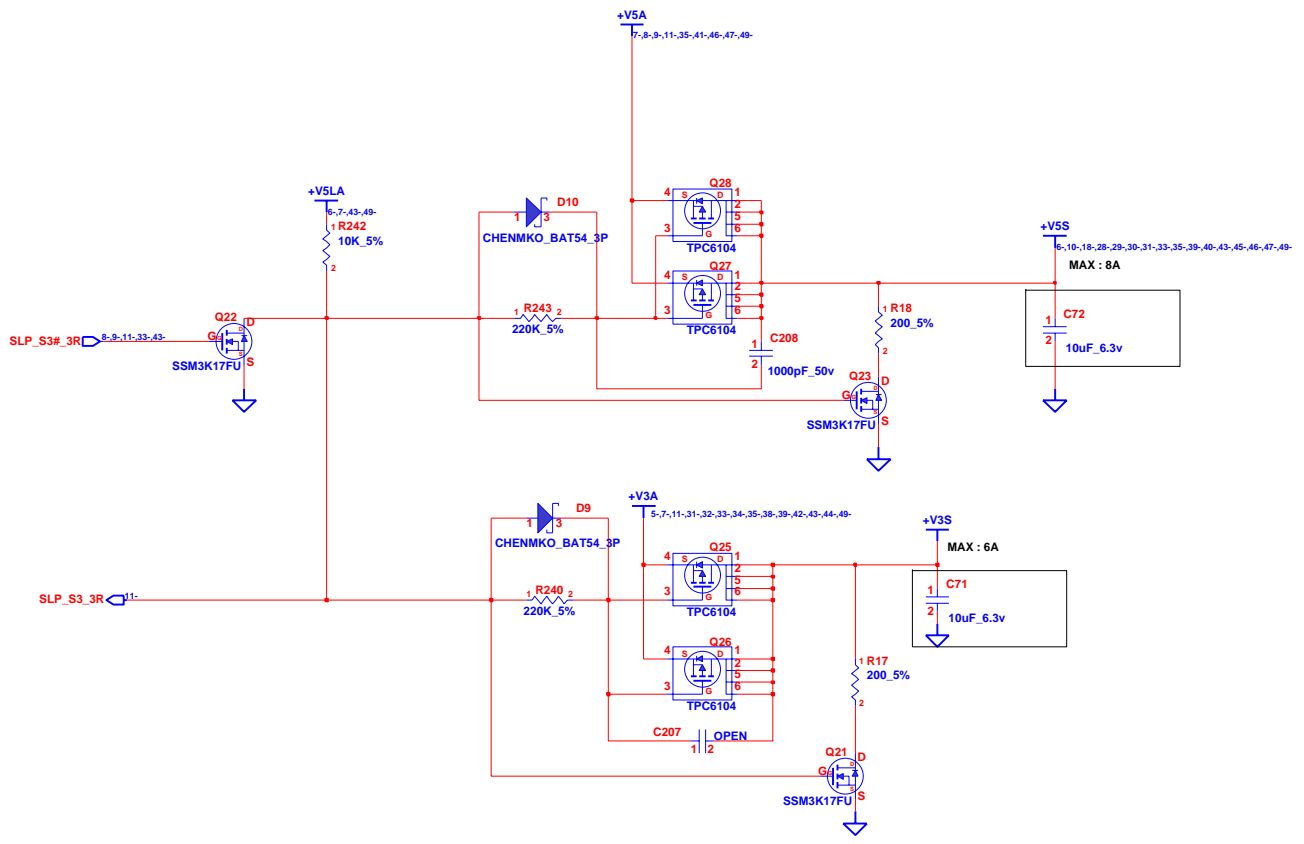 +V5A
7-,8-,9-,11-,35-,41-,46-,47-,49-
Q28
4 S D 1
2
5
3 G 6
TPC6104
+V5LA
6-,7-,43-,49-
1 R242
10K_5%
2
D10
1 3
CHENMKO_BAT54_3P
+V5S
6-,10-,18-,28-,29-,30-,31-,33-,35-,39-,40-,43-,45-,46-,47-,49-
MAX : 8A
Q27
4 S D 1
2
5
3 G 6
TPC6104
1 R243 2
220K_5%
1 R18
200_5%
2
C72
1
2
10uF_6.3v
Q22
D
SLP_S3#_3R 8-,9-,11-,33-,43- G
S
SSM3K17FU
C208
1
2
1000pF_50v
Q23
D
G
S
SSM3K17FU
+V3A
5-,7-,11-,31-,32-,33-,34-,35-,38-,39-,42-,43-,44-,49-
D9
1 3
CHENMKO_BAT54_3P
+V3S
MAX : 6A
Q25
4 S D 1
2
5
3 G 6
TPC6104
C71
1
2
10uF_6.3v
SLP_S3_3R 11-
1 R240 2
220K_5%
Q26
4 S D 1
2
5
3 G 6
TPC6104
1 R17
200_5%
2
C207 OPEN
1 2
Q21
D
G
S
SSM3K17FU